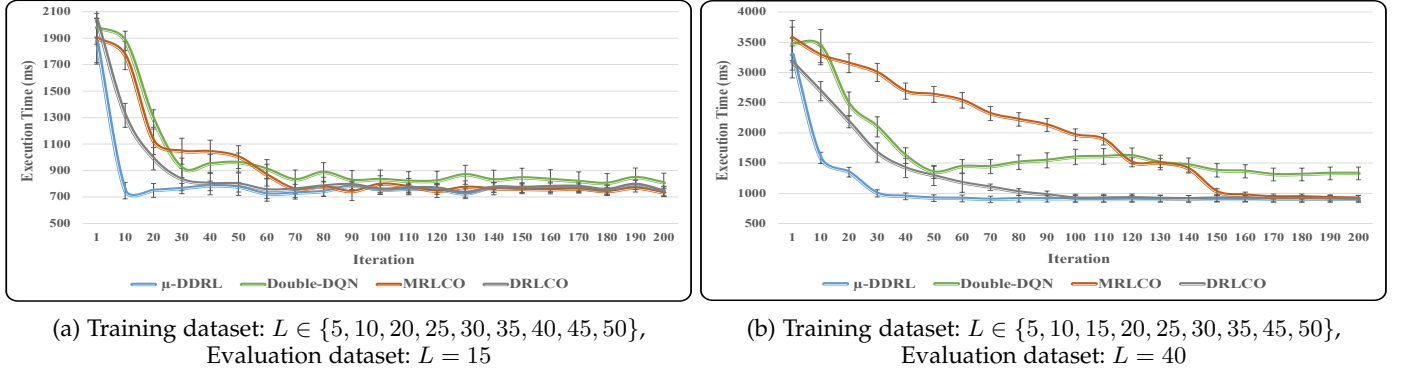 2100
1900
1700
1500
1300
1100
900
700
500
Execution Time (ms)
1 10 20 30 40 50 60 70 80 90 100 110 120 130 140 150 160 170 180 190 200
Iteration
μ-DDRL Double-DQN MRLCO DRLCO
(a) Training dataset: L ∈ {5, 10, 20, 25, 30, 35, 40, 45, 50},
Evaluation dataset: L = 15
4000
3500
3000
2500
2000
1500
1000
500
Execution Time (ms)
1 10 20 30 40 50 60 70 80 90 100 110 120 130 140 150 160 170 180 190 200
Iteration
μ-DDRL Double-DQN MRLCO DRLCO
(b) Training dataset: L ∈ {5, 10, 15, 20, 25, 30, 35, 45, 50},
Evaluation dataset: L = 40